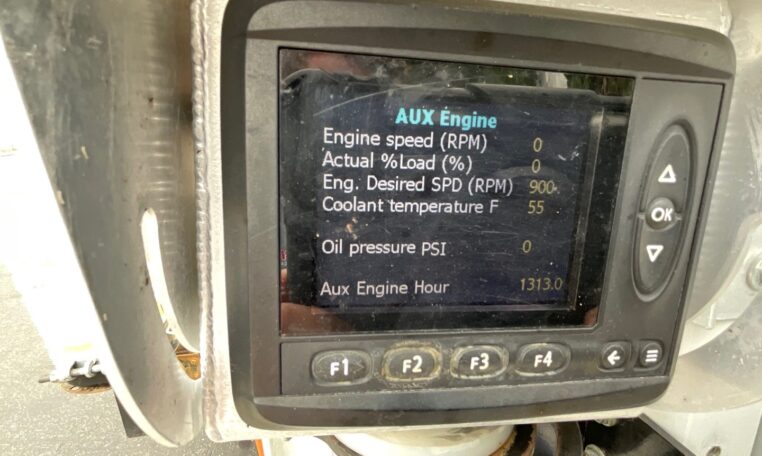 AUX Engine
Engine speed (RPM) 0
Actual %Load (%) 0
Eng. Desired SPD (RPM) 900
Coolant temperature F 55
Oil pressure PSI 0
Aux Engine Hour 1313.0
OK
F1 F2 F3 F4